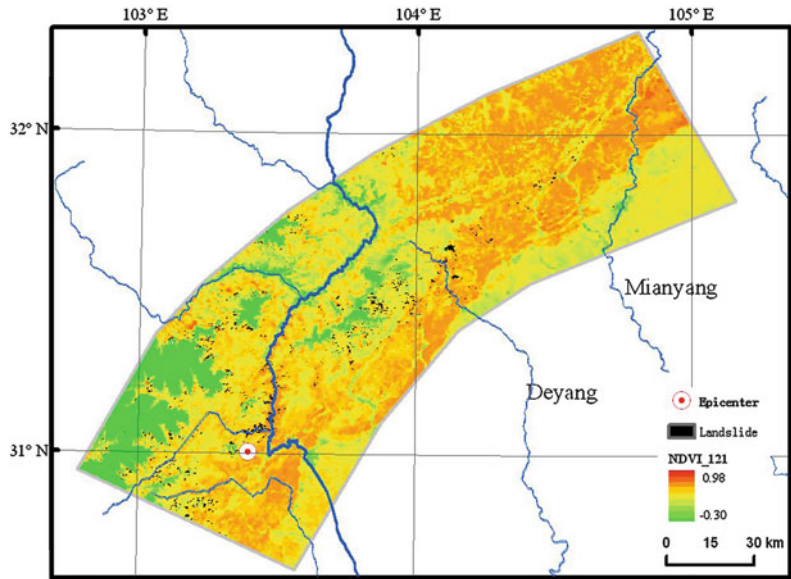 103° E 104° E 105° E
32° N
Mianyang
Deyang
31° N
Epicenter
Landslide
NDVI_121
0.98
-0.30
0 15 30 km